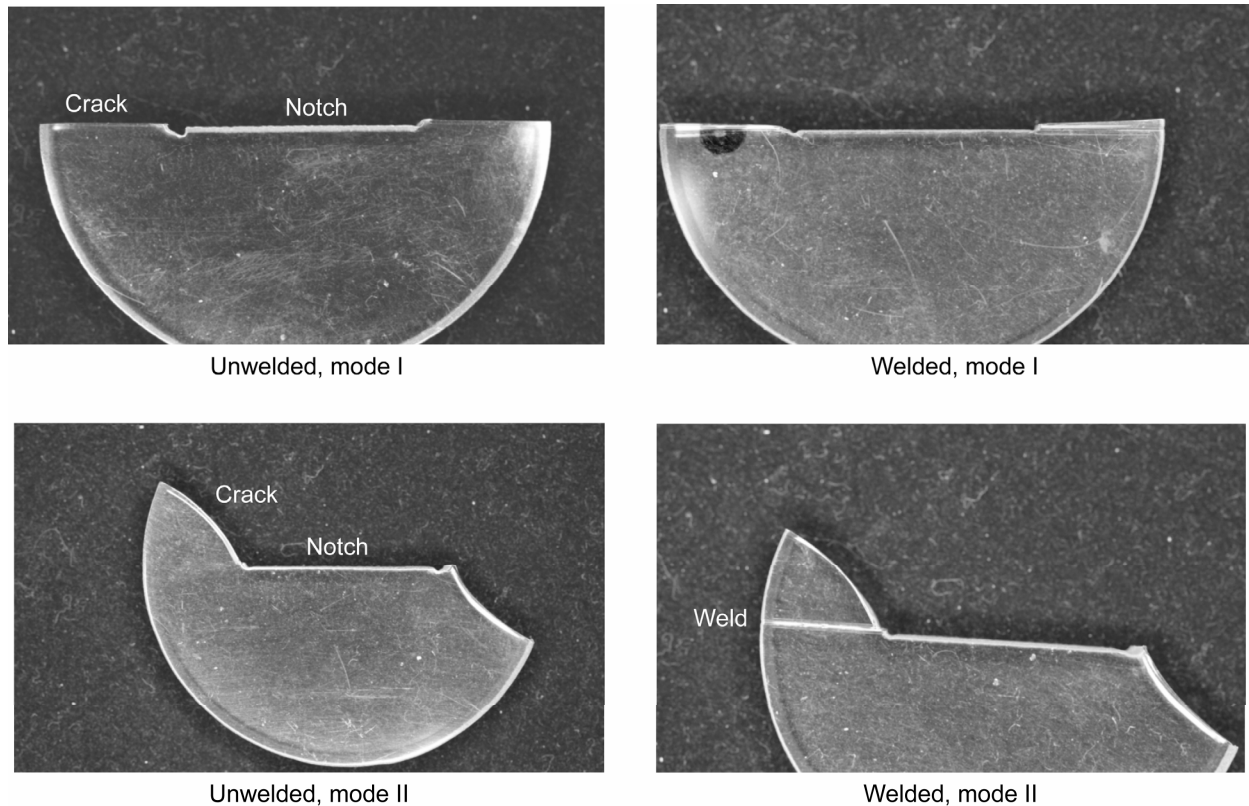 Crack
Notch
Unwelded, mode I
Welded, mode I
Crack
Notch
Weld
Unwelded, mode II
Welded, mode II